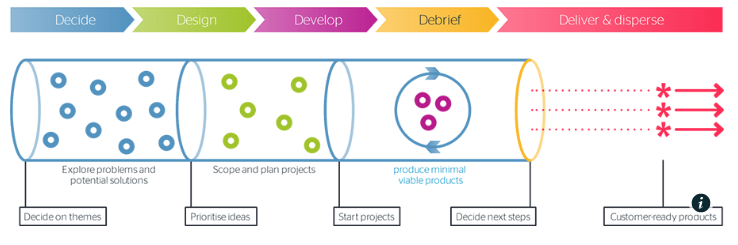 Decide
Design
Develop
Debrief
Deliver & disperse
Explore problems and
potential solutions
Scope and plan projects
produce minimal
viable products
Decide on themes
Prioritise ideas
Start projects
Decide next steps
Customer-ready products
i